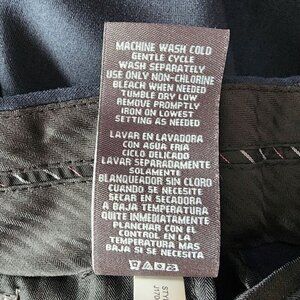 MACHINE WASH COLD
GENTLE CYCLE
WASH SEPARATELY
USE ONLY NON-CHLORINE
BLEACH WHEN NEEDED
TUMBLE DRY LOW
REMOVE PROMPTLY
IRON ON LOWEST
SETTING AS NEEDED
LAVAR EN LAVADORA
CON AGUA FRIA
CICLO DELICADO
LAVAR SEPARADAMENTE
SOLAMENTE
BLANQUEADOR SIN CLORO
CUANDO SE NECESITE
SECAR EN SECADORA
A BAJA TEMPERATURA
QUITE INMEDIATAMENTE
PLANCHAR CON EL
CONTROL EN LA
TEMPERATURA MAS
BAJA SI SE NECESITA